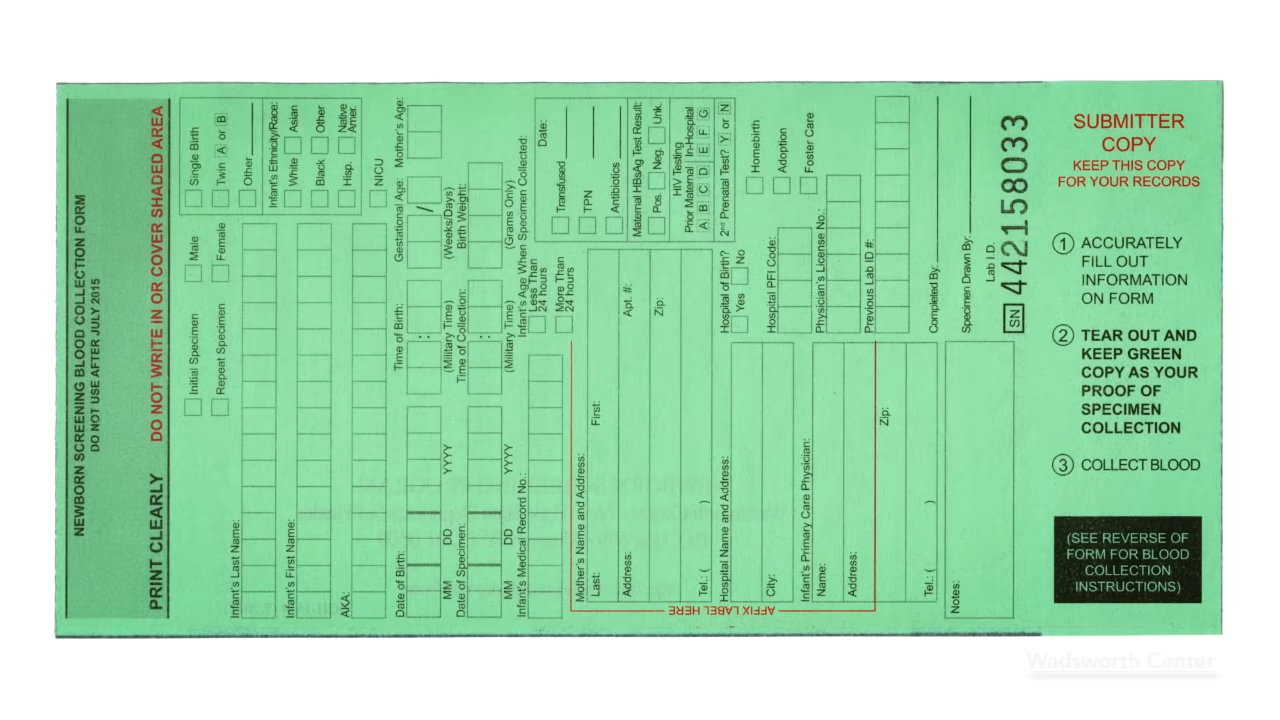 NEWBORN SCREENING BLOOD COLLECTION FORM
DO NOT USE AFTER JULY 2015
PRINT CLEARLY DO NOT WRITE IN OR COVER SHADED AREA
Initial Specimen Male Single Birth
Repeat Specimen Female Twin A or B
Other
Infant's Last Name:
Infant's Ethnicity/Race:
White Asian
Infant's First Name:
Black Other
Hisp. Native Amer.
AKA:
NICU
Date of Birth: Time of Birth: Gestational Age: Mother's Age:
: /
MM DD YYYY (Military Time) (Weeks/Days)
Date of Specimen: Time of Collection: Birth Weight:
:
MM DD YYYY (Military Time) (Grams Only)
Infant's Medical Record No.: Infant's Age When Specimen Collected:
Less Than 24 hours
More Than 24 hours
Date:
Transfused
TPN
Antibiotics
AFFIX LABEL HERE
Mother's Name and Address:
Last: First:
Address: Apt. #:
Zip:
Tel.: ( )
Maternal HBsAg Test Result:
Pos. Neg. Unk.
HIV Testing
Prior Maternal In-Hospital
A B C D E F G
2nd Prenatal Test? Y or N
Hospital Name and Address: Hospital of Birth?
Yes No
Homebirth
City: Hospital PFI Code: Adoption
Infant's Primary Care Physician: Foster Care
Name: Physician's License No.:
Address: Previous Lab ID #:
Zip:
Tel.: ( ) Completed By:
Notes: Specimen Drawn By:
Lab I.D.
SN 442158033
SUBMITTER
COPY
KEEP THIS COPY
FOR YOUR RECORDS
1 ACCURATELY
FILL OUT
INFORMATION
ON FORM
2 TEAR OUT AND
KEEP GREEN
COPY AS YOUR
PROOF OF
SPECIMEN
COLLECTION
3 COLLECT BLOOD
(SEE REVERSE OF
FORM FOR BLOOD
COLLECTION
INSTRUCTIONS)
Wadsworth Center